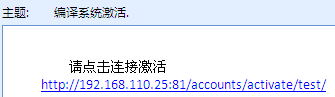 主题: 编译系统激活.
请点击连接激活
http://192.168.110.25:81/accounts/activate/test/